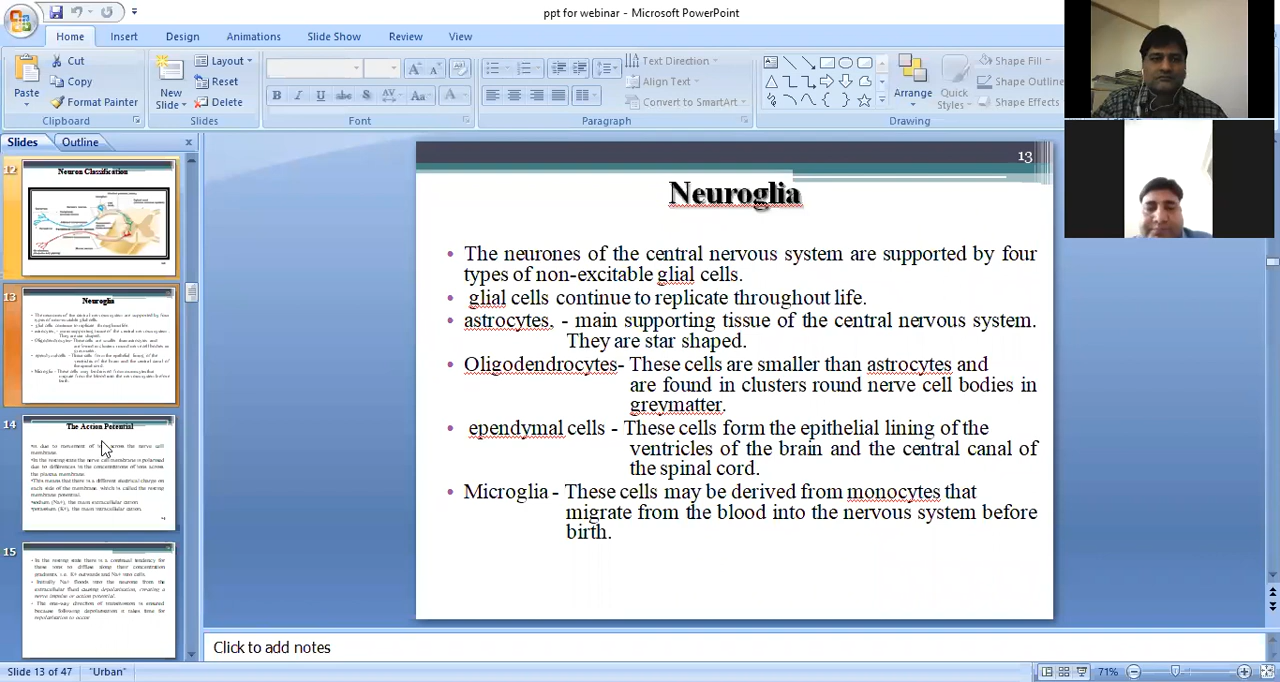 ppt for webinar - Microsoft PowerPoint
Home Insert Design Animations Slide Show Review View
Cut
Copy
Format Painter
Paste
Clipboard
New
Slide
Layout
Reset
Delete
Slides
B I U abc S AV Aa A
Font
Text Direction
Align Text
Convert to SmartArt
Paragraph
Arrange
Quick
Styles
Shape Fill
Shape Outline
Shape Effects
Drawing
Slides Outline
12
Neuron Classification
13
Neuroglia
14
The Action Potential
15
13
Neuroglia
• The neurones of the central nervous system are supported by four
types of non-excitable glial cells.
• glial cells continue to replicate throughout life.
• astrocytes. - main supporting tissue of the central nervous system.
They are star shaped.
• Oligodendrocytes- These cells are smaller than astrocytes and
are found in clusters round nerve cell bodies in
greymatter.
• ependymal cells - These cells form the epithelial lining of the
ventricles of the brain and the central canal of
the spinal cord.
• Microglia - These cells may be derived from monocytes that
migrate from the blood into the nervous system before
birth.
Click to add notes
Slide 13 of 47 "Urban" 71%